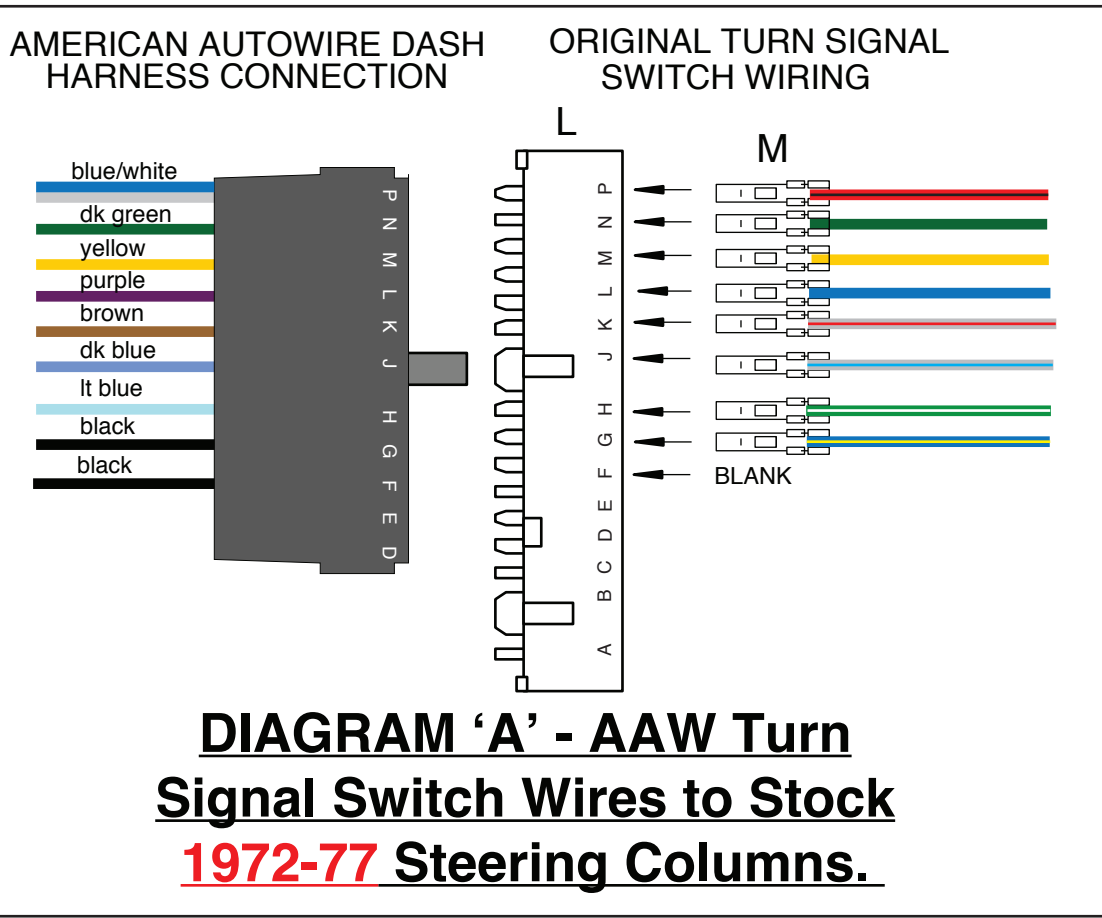 AMERICAN AUTOWIRE DASH
HARNESS CONNECTION
ORIGINAL TURN SIGNAL
SWITCH WIRING
L
M
blue/white
dk green
yellow
purple
brown
dk blue
lt blue
black
black
P
N
M
L
K
J
H
G
F
E
D
P
N
M
L
K
J
H
G
F
E
D
C
B
A
BLANK
DIAGRAM ‘A’ - AAW Turn
Signal Switch Wires to Stock
1972-77 Steering Columns.